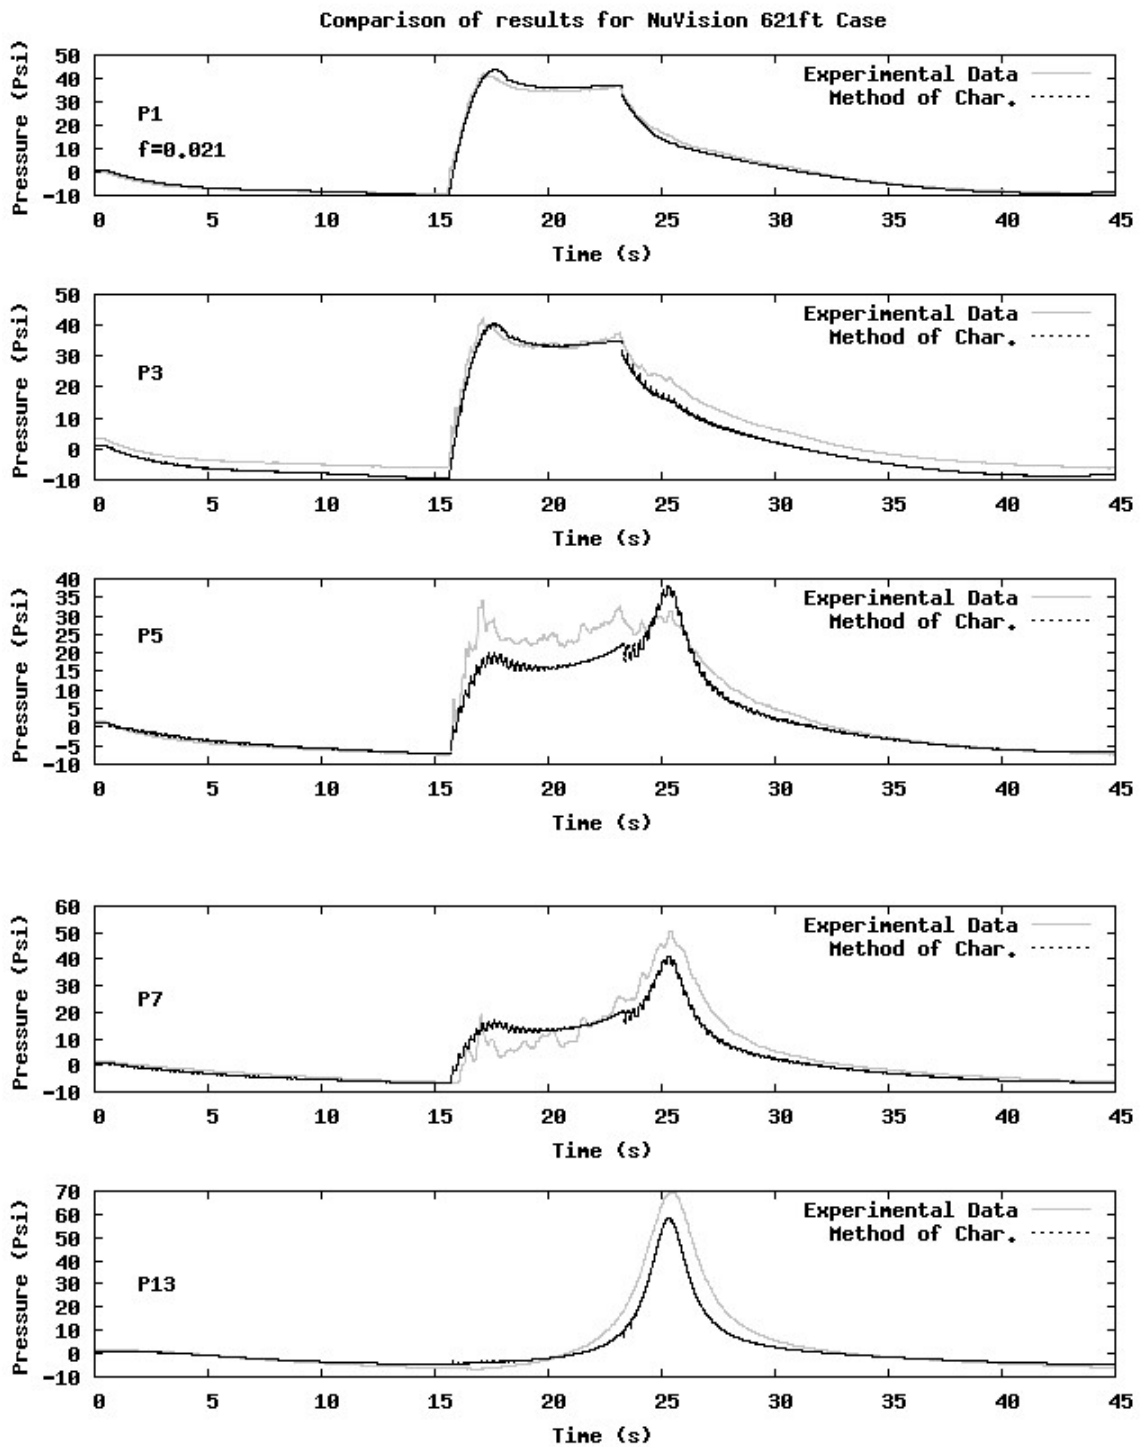 Comparison of results for NuVision 621ft Case
Pressure (Psi)
50
40
30
20
10
0
-10
P1
f=0.021
Experimental Data
Method of Char.
0 5 10 15 20 25 30 35 40 45
Time (s)
Pressure (Psi)
50
40
30
20
10
0
-10
P3
Experimental Data
Method of Char.
0 5 10 15 20 25 30 35 40 45
Time (s)
Pressure (Psi)
40
35
30
25
20
15
10
5
0
-5
-10
P5
Experimental Data
Method of Char.
0 5 10 15 20 25 30 35 40 45
Time (s)
Pressure (Psi)
60
50
40
30
20
10
0
-10
P7
Experimental Data
Method of Char.
0 5 10 15 20 25 30 35 40 45
Time (s)
Pressure (Psi)
70
60
50
40
30
20
10
0
-10
P13
Experimental Data
Method of Char.
0 5 10 15 20 25 30 35 40 45
Time (s)